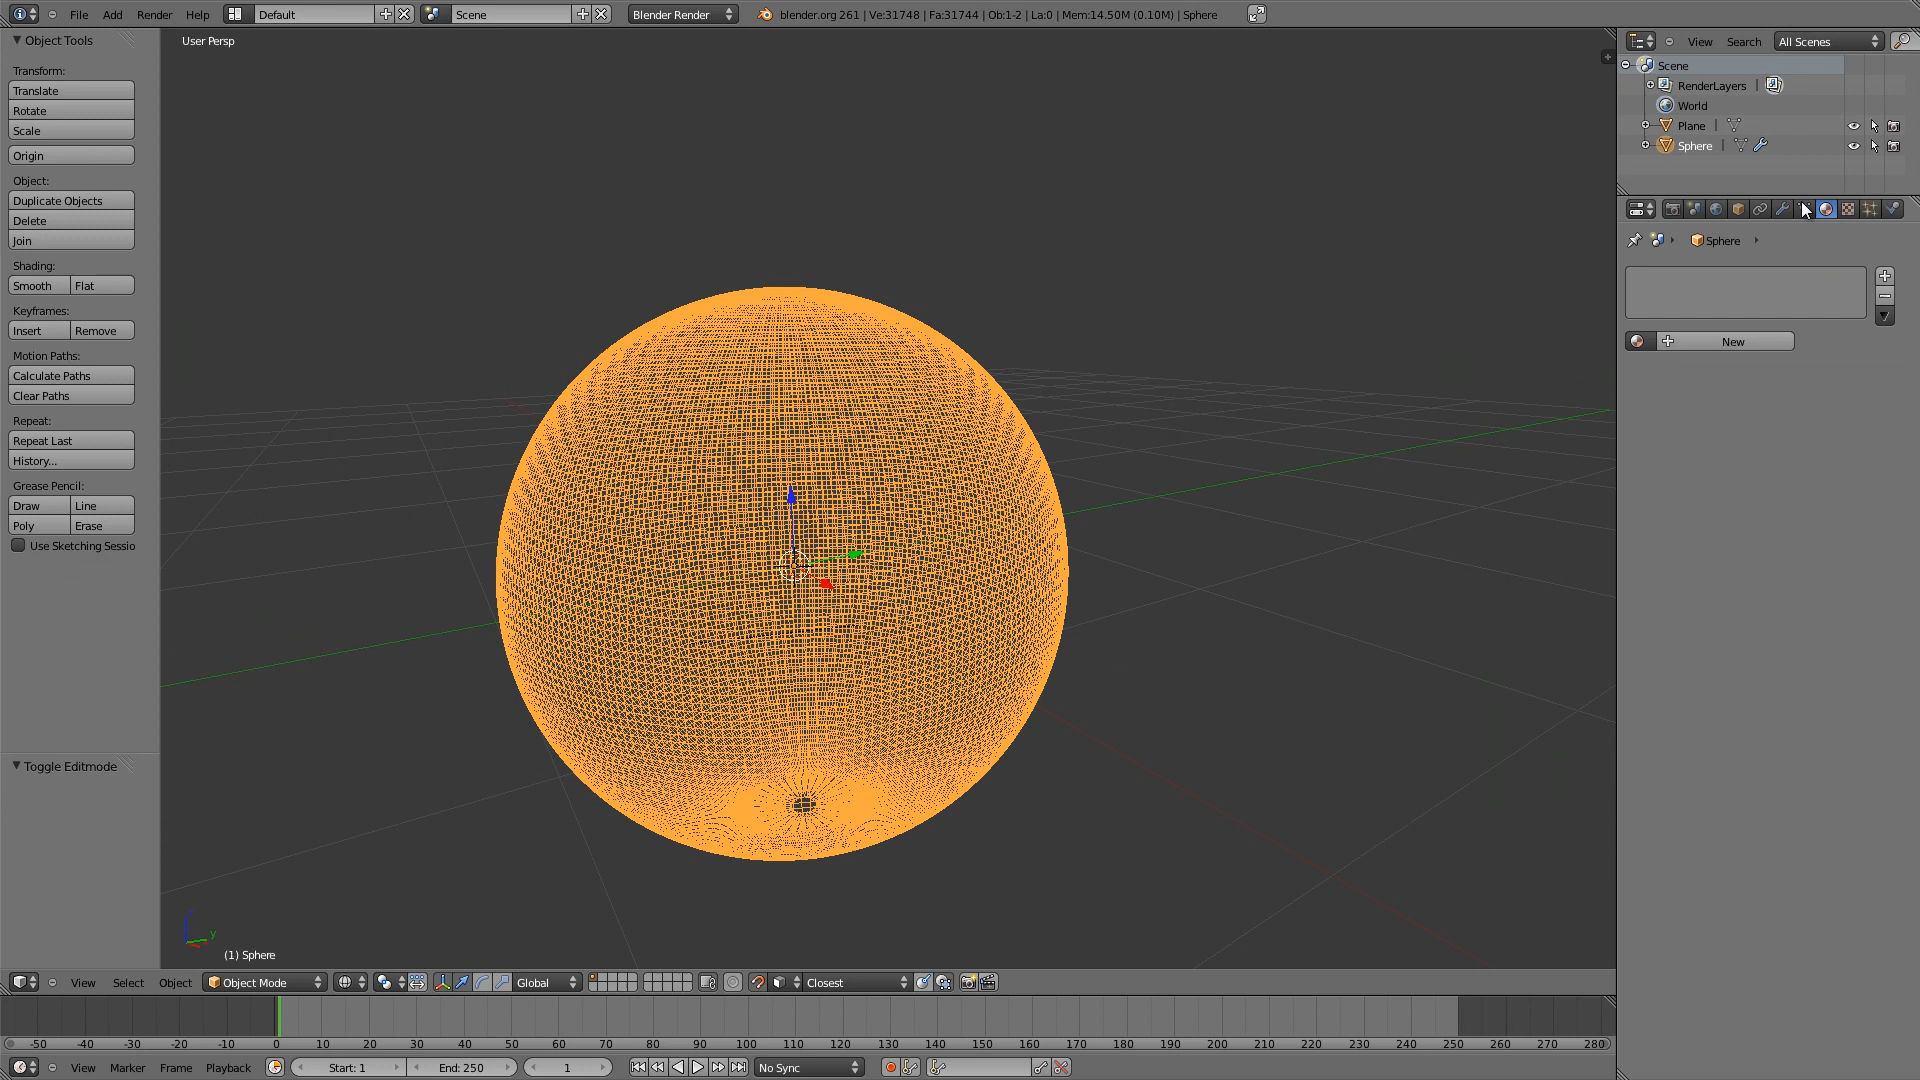 File Add Render Help Default Scene Blender Render blender.org 261 | Ve:31748 | Fa:31744 | Ob:1-2 | La:0 | Mem:14.50M (0.10M) | Sphere
Object Tools
Transform:
Translate
Rotate
Scale
Origin
Object:
Duplicate Objects
Delete
Join
Shading:
Smooth Flat
Keyframes:
Insert Remove
Motion Paths:
Calculate Paths
Clear Paths
Repeat:
Repeat Last
History...
Grease Pencil:
Draw Line
Poly Erase
Use Sketching Sessio
Toggle Editmode
User Persp
y
(1) Sphere
View Search All Scenes
Scene
RenderLayers |
World
Plane |
Sphere |
Sphere
New
View Select Object Object Mode Global Closest
-50 -40 -30 -20 -10 0 10 20 30 40 50 60 70 80 90 100 110 120 130 140 150 160 170 180 190 200 210 220 230 240 250 260 270 280
View Marker Frame Playback Start: 1 End: 250 1 No Sync